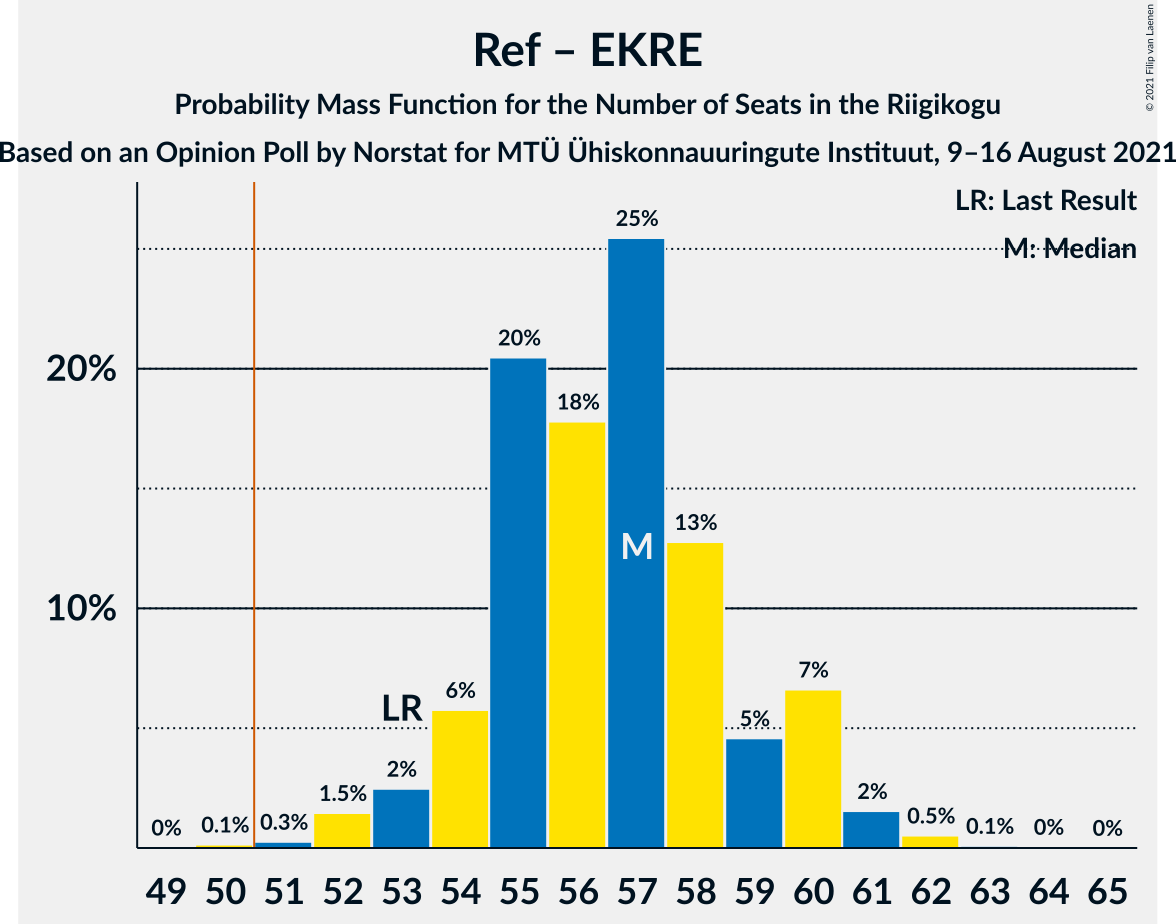 Ref – EKRE
Probability Mass Function for the Number of Seats in the Riigikogu
Based on an Opinion Poll by Norstat for MTÜ Ühiskonnauuringute Instituut, 9–16 August 2021
© 2021 Filip van Laenen
LR: Last Result
M: Median
25%
20%
20%
18%
M
13%
10%
LR
6%
7%
5%
2%
1.5%
2%
0% 0.1% 0.3% 0.5% 0.1% 0% 0%
49 50 51 52 53 54 55 56 57 58 59 60 61 62 63 64 65